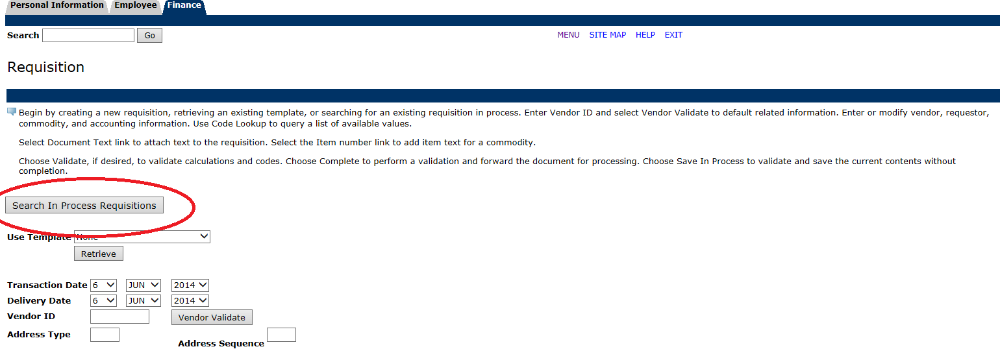 Personal Information Employee Finance
Search Go MENU SITE MAP HELP EXIT
Requisition
Begin by creating a new requisition, retrieving an existing template, or searching for an existing requisition in process. Enter Vendor ID and select Vendor Validate to default related information. Enter or modify vendor, requestor,
commodity, and accounting information. Use Code Lookup to query a list of available values.
Select Document Text link to attach text to the requisition. Select the Item number link to add item text for a commodity.
Choose Validate, if desired, to validate calculations and codes. Choose Complete to perform a validation and forward the document for processing. Choose Save In Process to validate and save the current contents without
completion.
Search In Process Requisitions
Use Template None
Retrieve
Transaction Date 6 JUN 2014
Delivery Date 6 JUN 2014
Vendor ID Vendor Validate
Address Type
Address Sequence